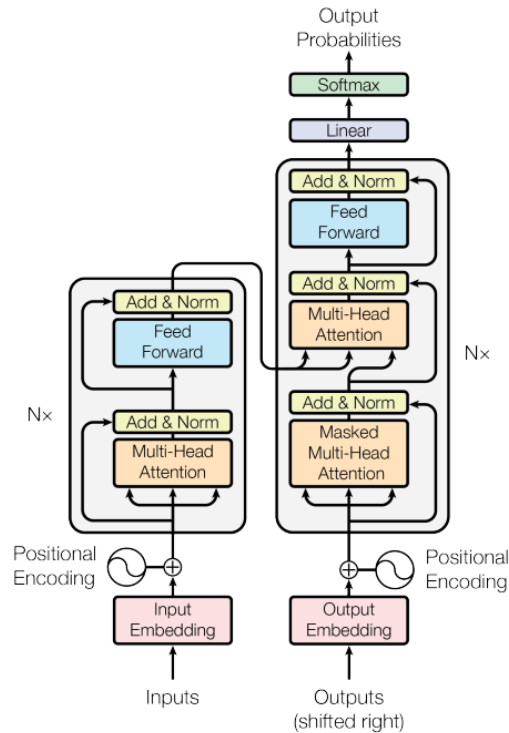 Output
Probabilities
Softmax
Linear
Add & Norm
Feed
Forward
Add & Norm
Multi-Head
Attention
Add & Norm
Masked
Multi-Head
Attention
N×
Add & Norm
Feed
Forward
Add & Norm
Multi-Head
Attention
N×
Positional
Encoding
Positional
Encoding
Input
Embedding
Output
Embedding
Inputs
Outputs
(shifted right)